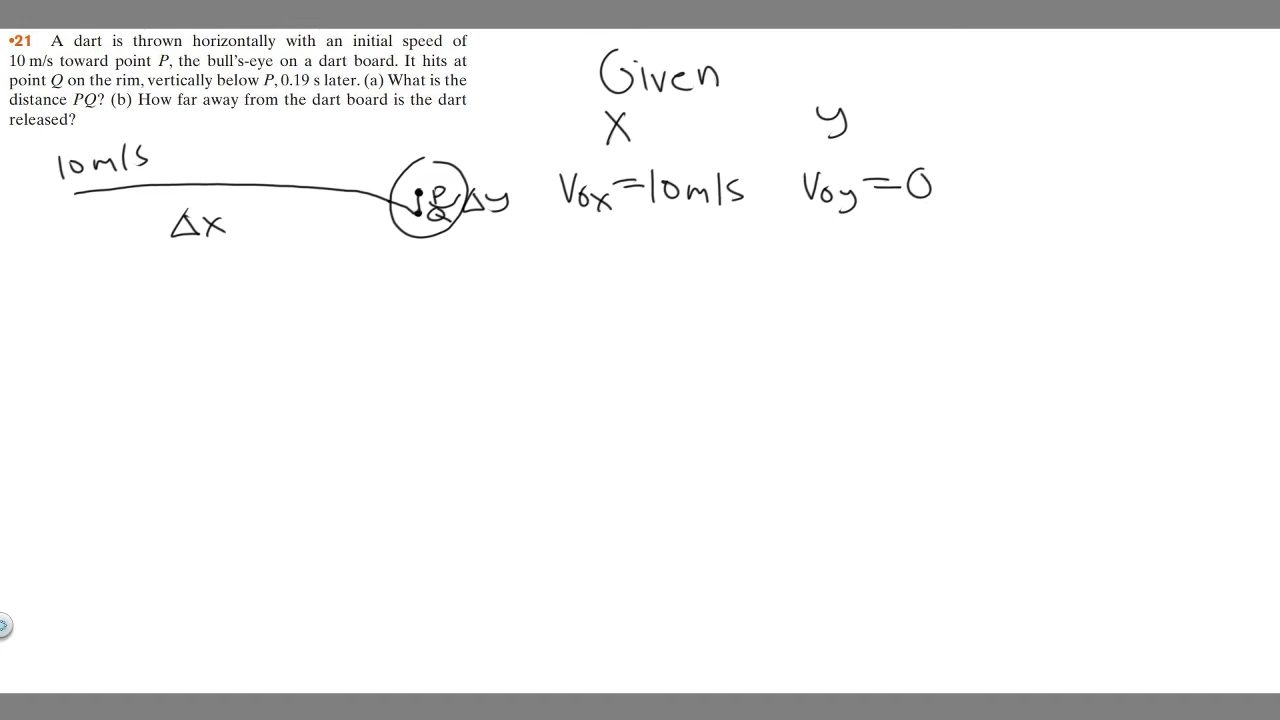 •21 A dart is thrown horizontally with an initial speed of
10 m/s toward point P, the bull's-eye on a dart board. It hits at
point Q on the rim, vertically below P, 0.19 s later. (a) What is the
distance PQ? (b) How far away from the dart board is the dart
released?
Given
X y
10 m/s
P
Q
Δy
Δx
Vox = 10 m/s Voy = 0